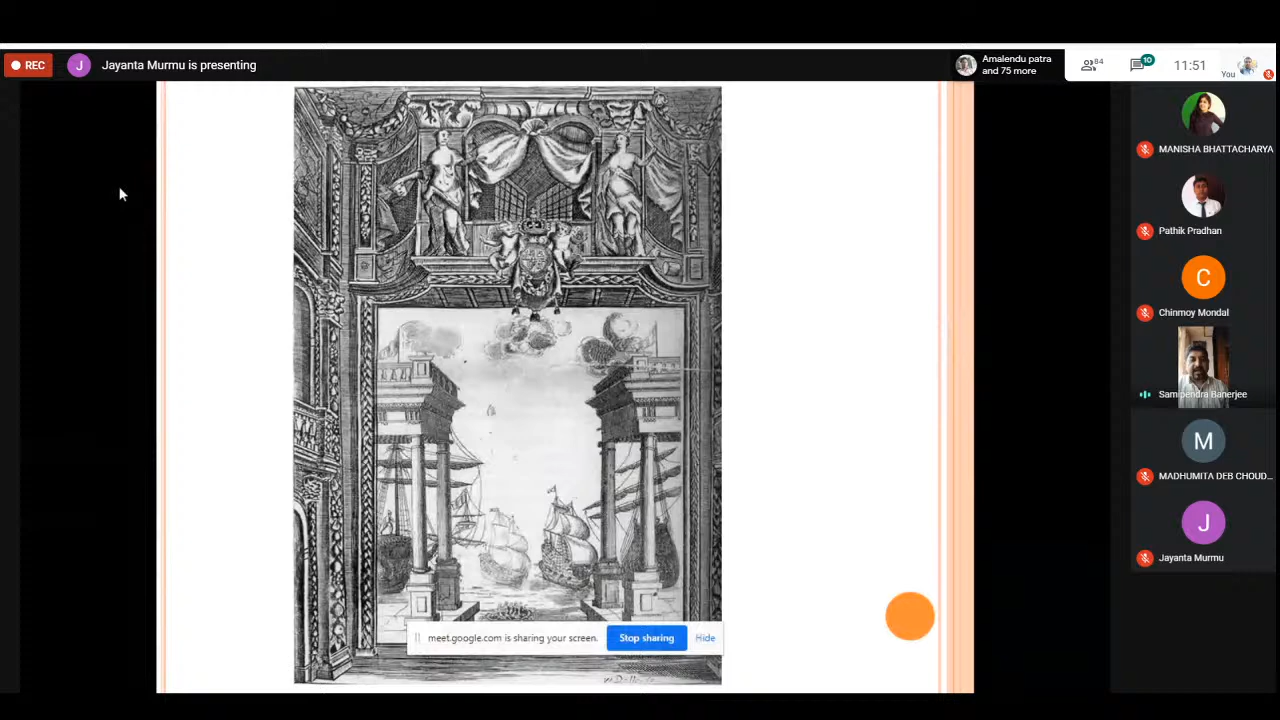 REC
J
Jayanta Murmu is presenting
Amalendu patra
and 75 more
84
10
11:51
You
MANISHA BHATTACHARYA
Pathik Pradhan
C
Chinmoy Mondal
Samipendra Banerjee
M
MADHUMITA DEB CHOUD...
J
Jayanta Murmu
meet.google.com is sharing your screen.
Stop sharing
Hide